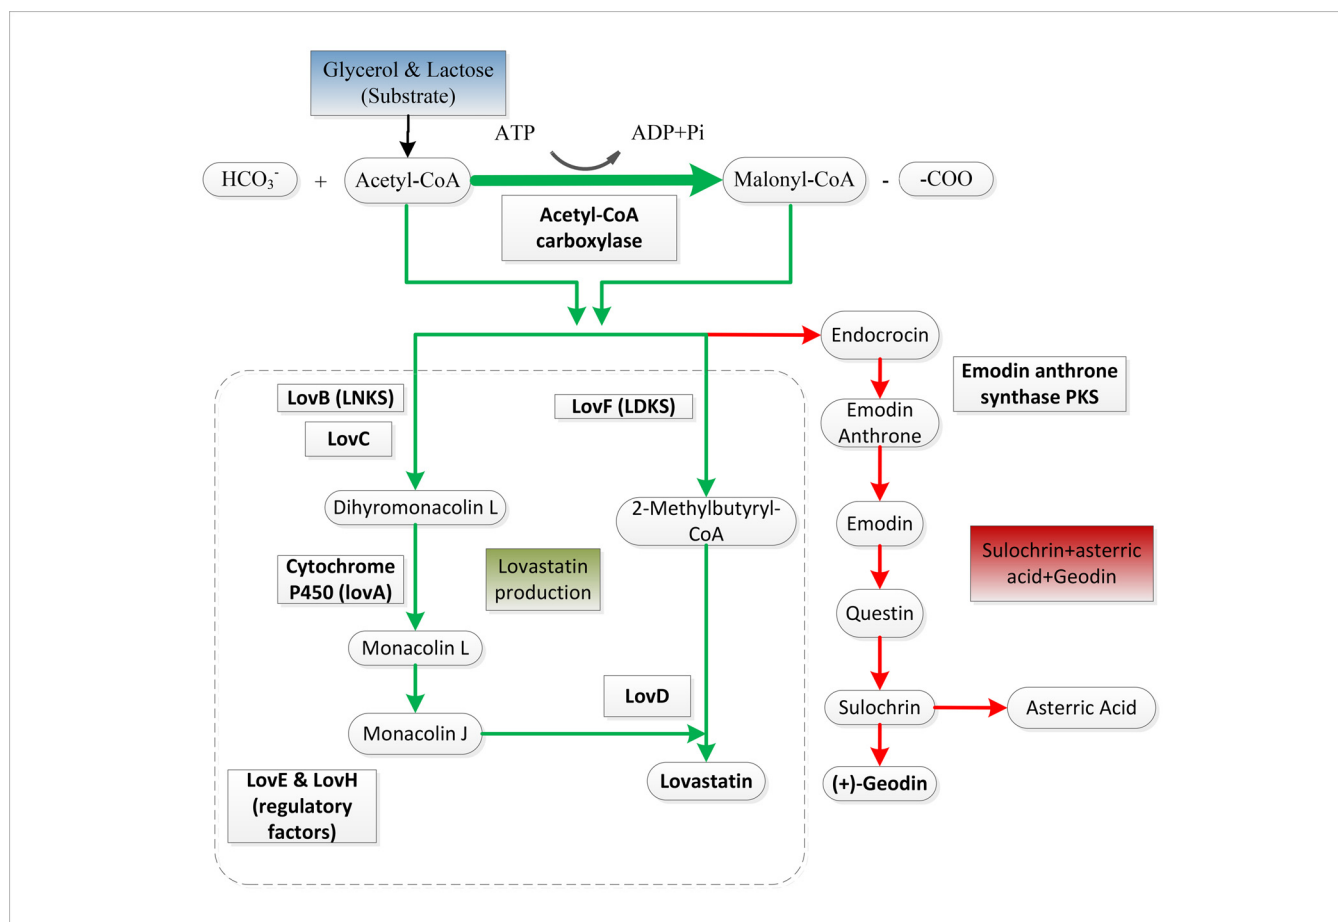 Glycerol & Lactose
(Substrate)
ATP
ADP+Pi
HCO₃⁻
+
Acetyl-CoA
Malonyl-CoA
-
-COO
Acetyl-CoA
carboxylase
Endocrocin
Emodin anthrone
synthase PKS
LovB (LNKS)
LovF (LDKS)
Emodin
Anthrone
LovC
Dihyromonacolin L
2-Methylbutyryl-
CoA
Emodin
Cytochrome
P450 (lovA)
Lovastatin
production
Sulochrin+asterric
acid+Geodin
Questin
Monacolin L
LovD
Sulochrin
Asterric Acid
Monacolin J
LovE & LovH
(regulatory
factors)
Lovastatin
(+)-Geodin